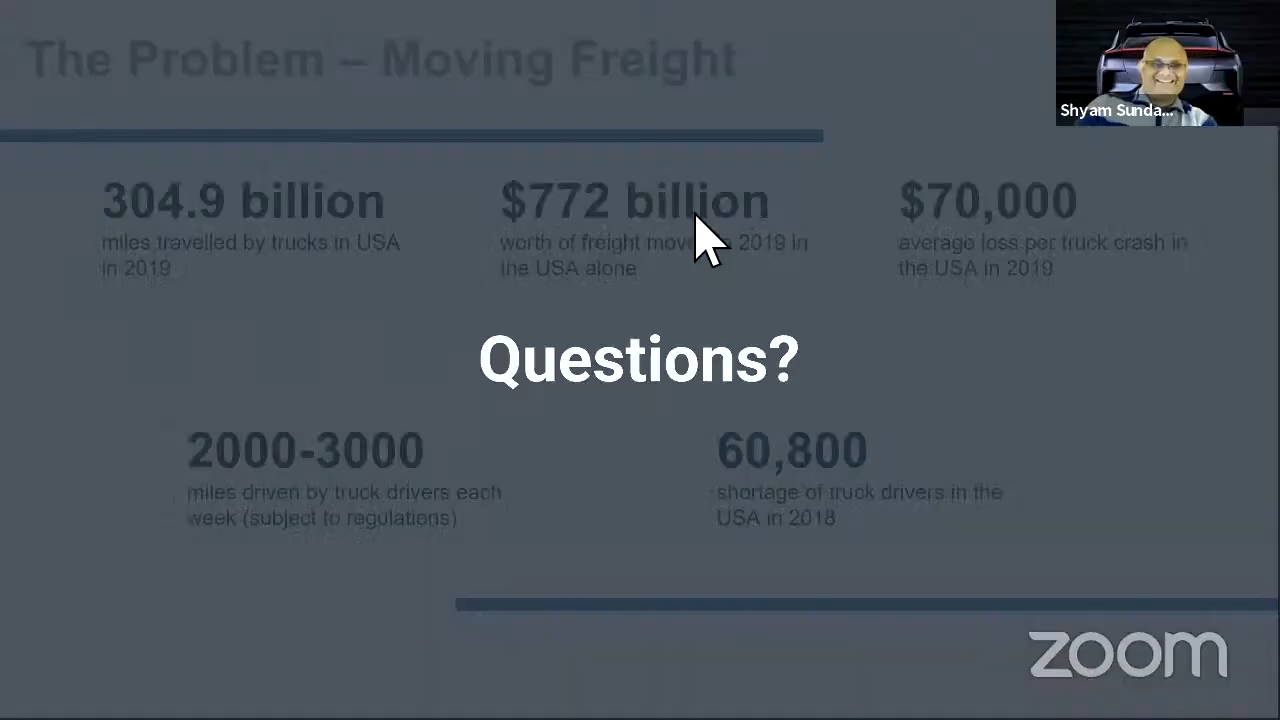 The Problem – Moving Freight
Shyam Sunda...
304.9 billion
miles travelled by trucks in USA
in 2019
$772 billion
worth of freight move 2019 in
the USA alone
$70,000
average loss per truck crash in
the USA in 2019
Questions?
2000-3000
miles driven by truck drivers each
week (subject to regulations)
60,800
shortage of truck drivers in the
USA in 2018
zoom